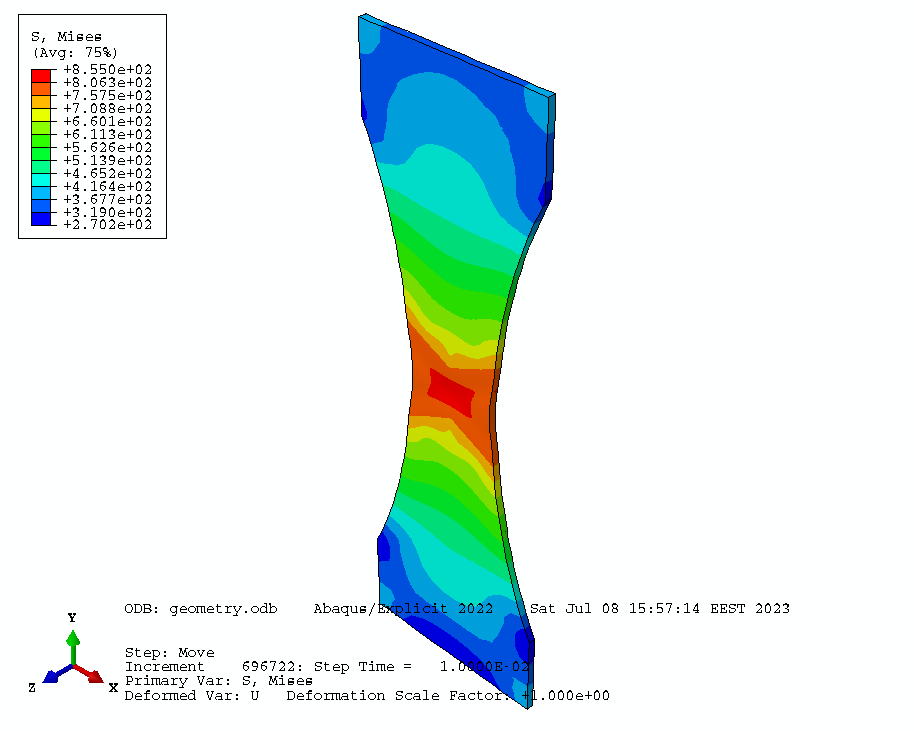 S, Mises
(Avg: 75%)
+8.550e+02
+8.063e+02
+7.575e+02
+7.088e+02
+6.601e+02
+6.113e+02
+5.626e+02
+5.139e+02
+4.652e+02
+4.164e+02
+3.677e+02
+3.190e+02
+2.702e+02
ODB: geometry.odb Abaqus/Explicit 2022 Sat Jul 08 15:57:14 EEST 2023
Y
Z
X
Step: Move
Increment 696722: Step Time = 1.0000E-02
Primary Var: S, Mises
Deformed Var: U Deformation Scale Factor: +1.000e+00